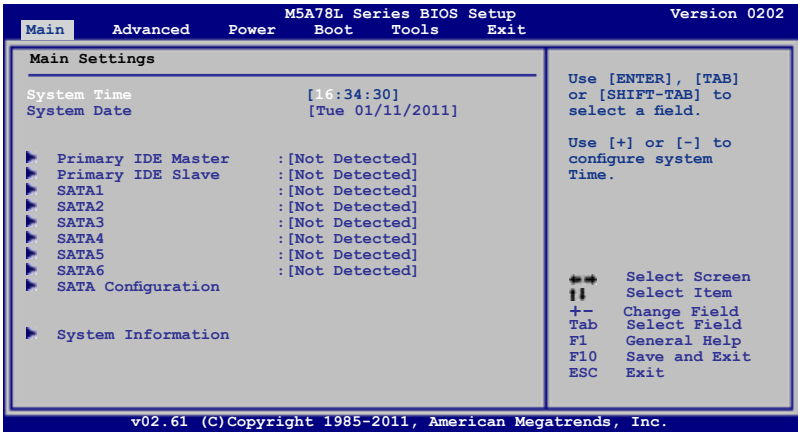 M5A78L Series BIOS Setup Version 0202
Main Advanced Power Boot Tools Exit
Main Settings
System Time [16:34:30]
System Date [Tue 01/11/2011]
Primary IDE Master :[Not Detected]
Primary IDE Slave :[Not Detected]
SATA1 :[Not Detected]
SATA2 :[Not Detected]
SATA3 :[Not Detected]
SATA4 :[Not Detected]
SATA5 :[Not Detected]
SATA6 :[Not Detected]
SATA Configuration
System Information
Use [ENTER], [TAB]
or [SHIFT-TAB] to
select a field.
Use [+] or [-] to
configure system
Time.
Select Screen
Select Item
+- Change Field
Tab Select Field
F1 General Help
F10 Save and Exit
ESC Exit
v02.61 (C)Copyright 1985-2011, American Megatrends, Inc.